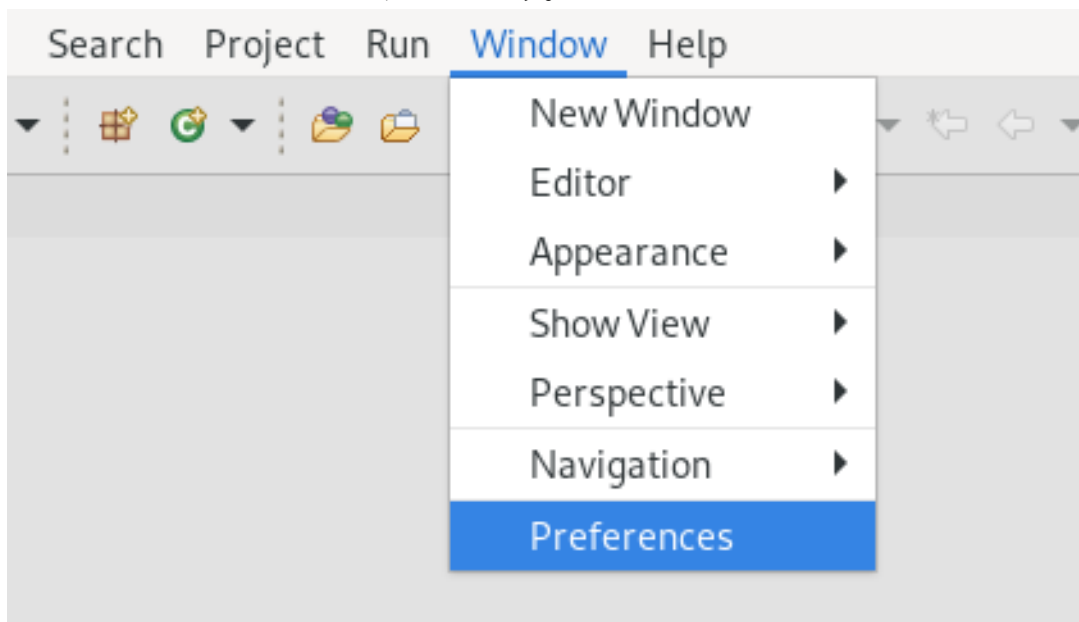 Search Project Run Window Help
New Window
Editor
Appearance
Show View
Perspective
Navigation
Preferences